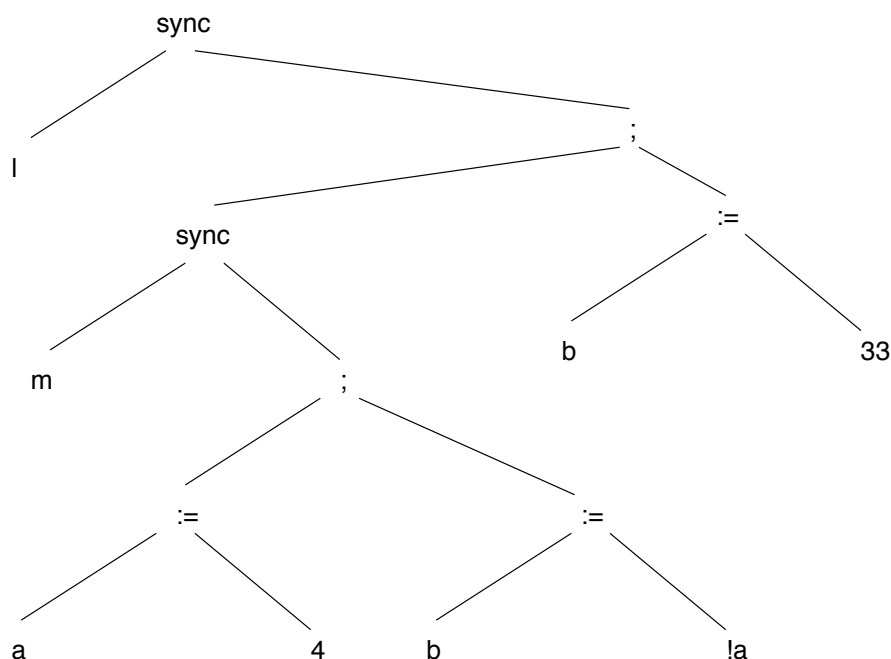 sync
;
l
:=
sync
b 33
m
;
:= :=
a 4 b !a